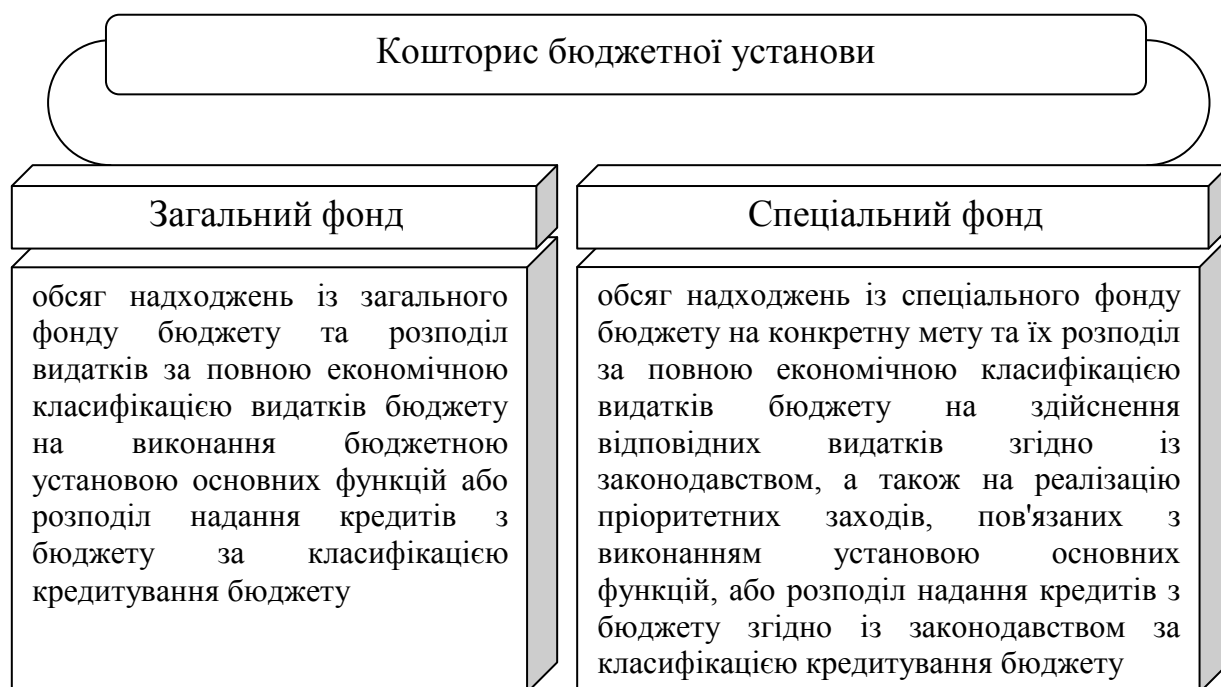 Кошторис бюджетної установи
Загальний фонд
обсяг надходжень із загального
фонду бюджету та розподіл
видатків за повною економічною
класифікацією видатків бюджету
на виконання бюджетною
установою основних функцій або
розподіл надання кредитів з
бюджету за класифікацією
кредитування бюджету
Спеціальний фонд
обсяг надходжень із спеціального фонду
бюджету на конкретну мету та їх розподіл
за повною економічною класифікацією
видатків бюджету на здійснення
відповідних видатків згідно із
законодавством, а також на реалізацію
пріоритетних заходів, пов'язаних з
виконанням установою основних
функцій, або розподіл надання кредитів з
бюджету згідно із законодавством за
класифікацією кредитування бюджету